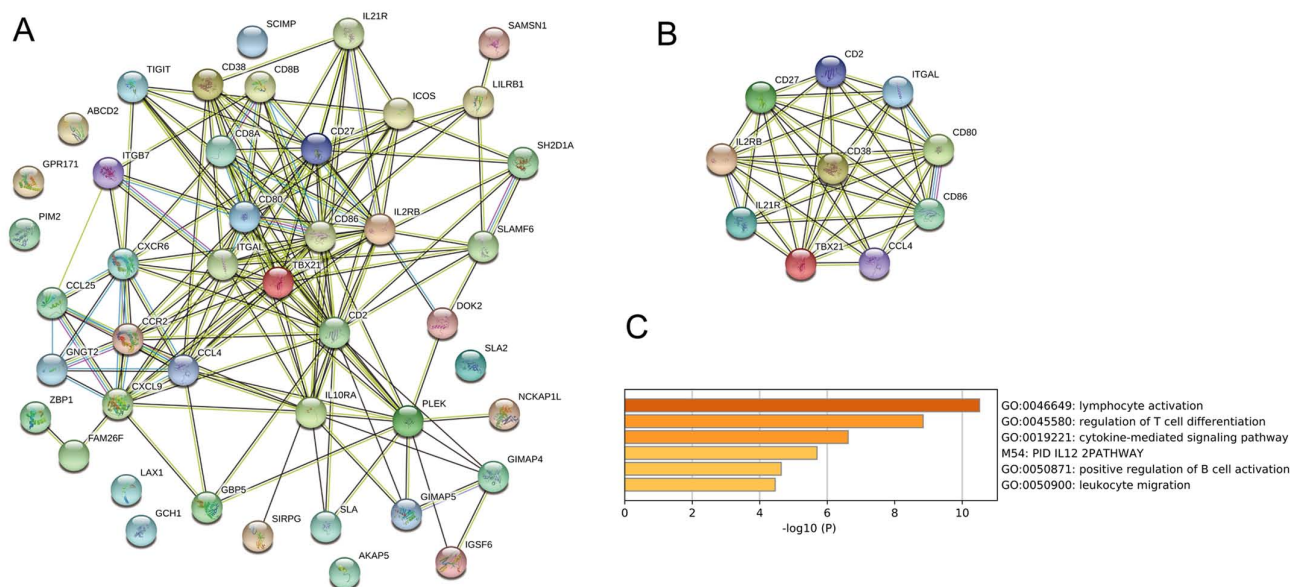 A
SCIMP
IL21R
SAMSN1
TIGIT
CD38
CD8B
LILRB1
ABCD2
ICOS
CD8A
CD27
ITGB7
SH2D1A
GPR171
CD80
CD86
IL2RB
PIM2
SLAMF6
CXCR6
ITGAL
TBX21
CCL25
DOK2
CCR2
CD2
GNGT2
CCL4
SLA2
CXCL9
IL10RA
ZBP1
PLEK
NCKAP1L
FAM26F
GIMAP4
LAX1
GBP5
GIMAP5
GCH1
SIRPG
SLA
IGSF6
AKAP5
B
CD2
CD27
ITGAL
CD80
IL2RB
CD38
CD86
IL21R
TBX21
CCL4
C
GO:0046649: lymphocyte activation
GO:0045580: regulation of T cell differentiation
GO:0019221: cytokine-mediated signaling pathway
M54: PID IL12 2PATHWAY
GO:0050871: positive regulation of B cell activation
GO:0050900: leukocyte migration
0 2 4 6 8 10
-log10 (P)